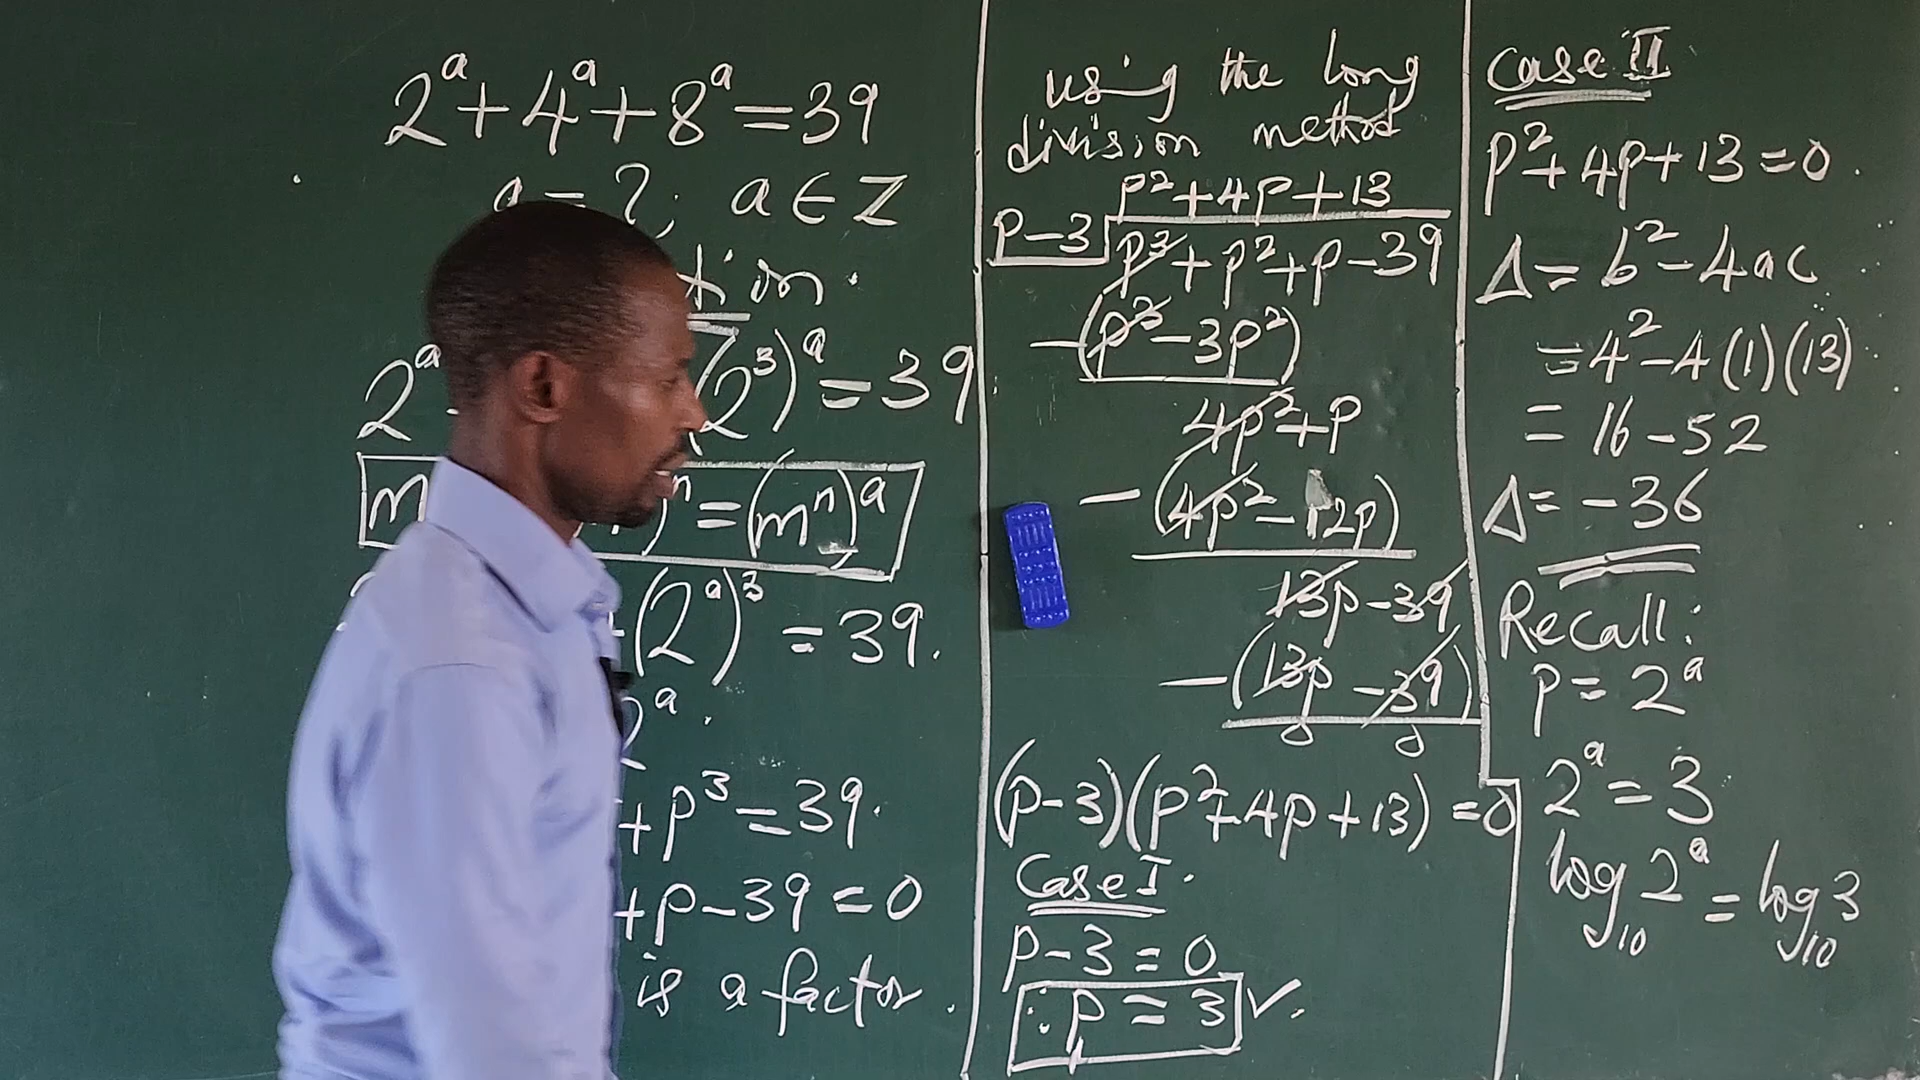 2^a + 4^a + 8^a = 39
a = ?; a ∈ Z
2^a (2^3)^a = 39
m = (m^n)^a
(2^a)^3 = 39.
a.
+ p^3 = 39.
+ p - 39 = 0
is a factor.
using the long
division method
p^2 + 4p + 13
p - 3 p^3 + p^2 + p - 39
-(p^3 - 3p^2)
4p^2 + p
-(4p^2 - 12p)
13p - 39
-(13p - 39)
0 0
(p-3)(p^2 + 4p + 13) = 0
Case I.
p - 3 = 0
∴ p = 3 ✓.
Case II
p^2 + 4p + 13 = 0.
Δ = b^2 - 4ac
= 4^2 - 4(1)(13)
= 16 - 52
Δ = -36
Recall:
p = 2^a
2^a = 3
log_10 2^a = log_10 3